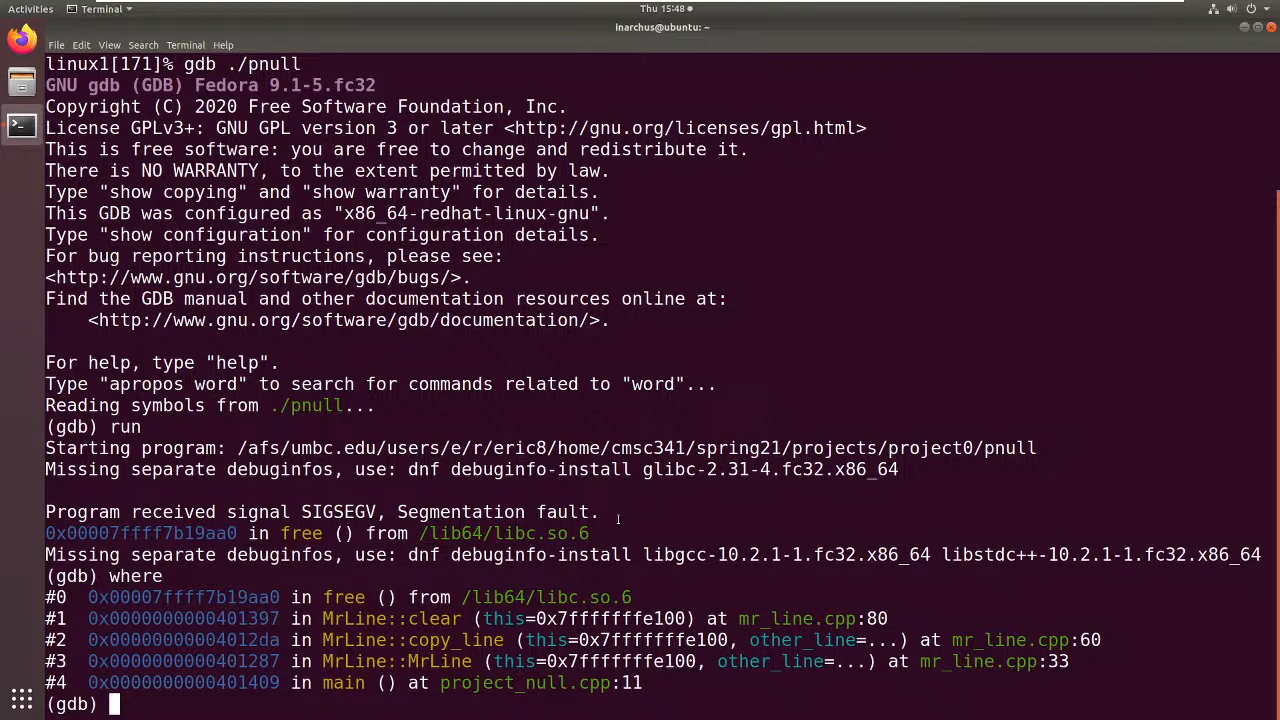 Activities
Terminal
Thu 15:48
inarchus@ubuntu: ~
File Edit View Search Terminal Help
linux1[171]% gdb ./pnull
GNU gdb (GDB) Fedora 9.1-5.fc32
Copyright (C) 2020 Free Software Foundation, Inc.
License GPLv3+: GNU GPL version 3 or later <http://gnu.org/licenses/gpl.html>
This is free software: you are free to change and redistribute it.
There is NO WARRANTY, to the extent permitted by law.
Type "show copying" and "show warranty" for details.
This GDB was configured as "x86_64-redhat-linux-gnu".
Type "show configuration" for configuration details.
For bug reporting instructions, please see:
<http://www.gnu.org/software/gdb/bugs/>.
Find the GDB manual and other documentation resources online at:
    <http://www.gnu.org/software/gdb/documentation/>.
For help, type "help".
Type "apropos word" to search for commands related to "word"...
Reading symbols from ./pnull...
(gdb) run
Starting program: /afs/umbc.edu/users/e/r/eric8/home/cmsc341/spring21/projects/project0/pnull
Missing separate debuginfos, use: dnf debuginfo-install glibc-2.31-4.fc32.x86_64
Program received signal SIGSEGV, Segmentation fault.
0x00007ffff7b19aa0 in free () from /lib64/libc.so.6
Missing separate debuginfos, use: dnf debuginfo-install libgcc-10.2.1-1.fc32.x86_64 libstdc++-10.2.1-1.fc32.x86_64
(gdb) where
#0  0x00007ffff7b19aa0 in free () from /lib64/libc.so.6
#1  0x0000000000401397 in MrLine::clear (this=0x7fffffffe100) at mr_line.cpp:80
#2  0x00000000004012da in MrLine::copy_line (this=0x7fffffffe100, other_line=...) at mr_line.cpp:60
#3  0x0000000000401287 in MrLine::MrLine (this=0x7fffffffe100, other_line=...) at mr_line.cpp:33
#4  0x0000000000401409 in main () at project_null.cpp:11
(gdb)